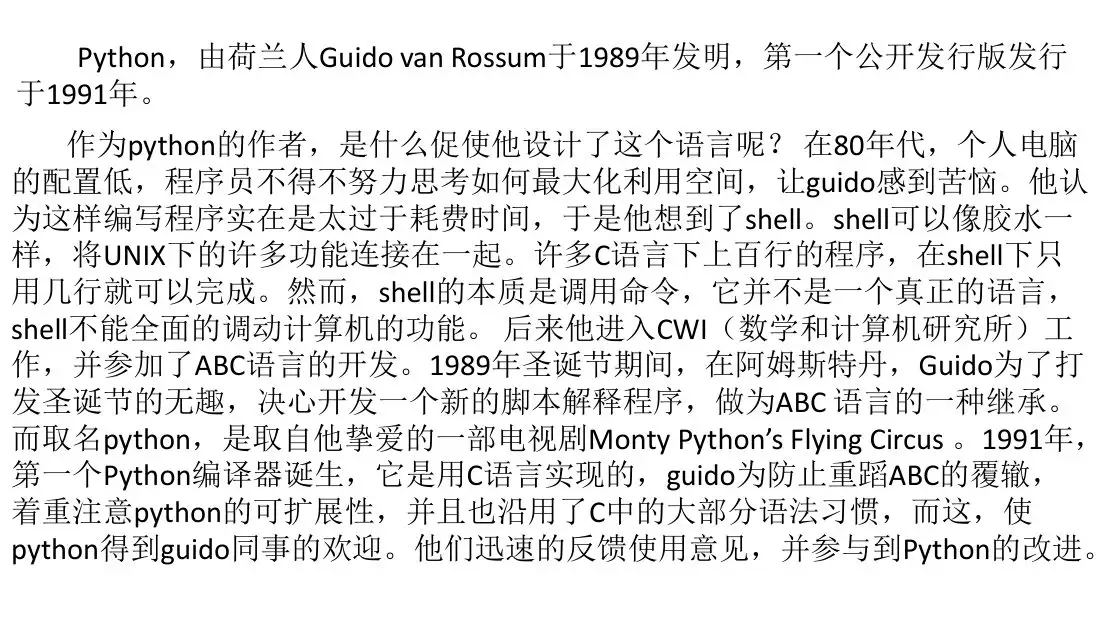 Python，由荷兰人Guido van Rossum于1989年发明，第一个公开发行版发行
于1991年。
作为python的作者，是什么促使他设计了这个语言呢？ 在80年代，个人电脑
的配置低，程序员不得不努力思考如何最大化利用空间，让guido感到苦恼。他认
为这样编写程序实在是太过于耗费时间，于是他想到了shell。shell可以像胶水一
样，将UNIX下的许多功能连接在一起。许多C语言下上百行的程序，在shell下只
用几行就可以完成。然而，shell的本质是调用命令，它并不是一个真正的语言，
shell不能全面的调动计算机的功能。 后来他进入CWI（数学和计算机研究所）工
作，并参加了ABC语言的开发。1989年圣诞节期间，在阿姆斯特丹，Guido为了打
发圣诞节的无趣，决心开发一个新的脚本解释程序，做为ABC 语言的一种继承。
而取名python，是取自他挚爱的一部电视剧Monty Python’s Flying Circus 。1991年，
第一个Python编译器诞生，它是用C语言实现的，guido为防止重蹈ABC的覆辙，
着重注意python的可扩展性，并且也沿用了C中的大部分语法习惯，而这，使
python得到guido同事的欢迎。他们迅速的反馈使用意见，并参与到Python的改进。